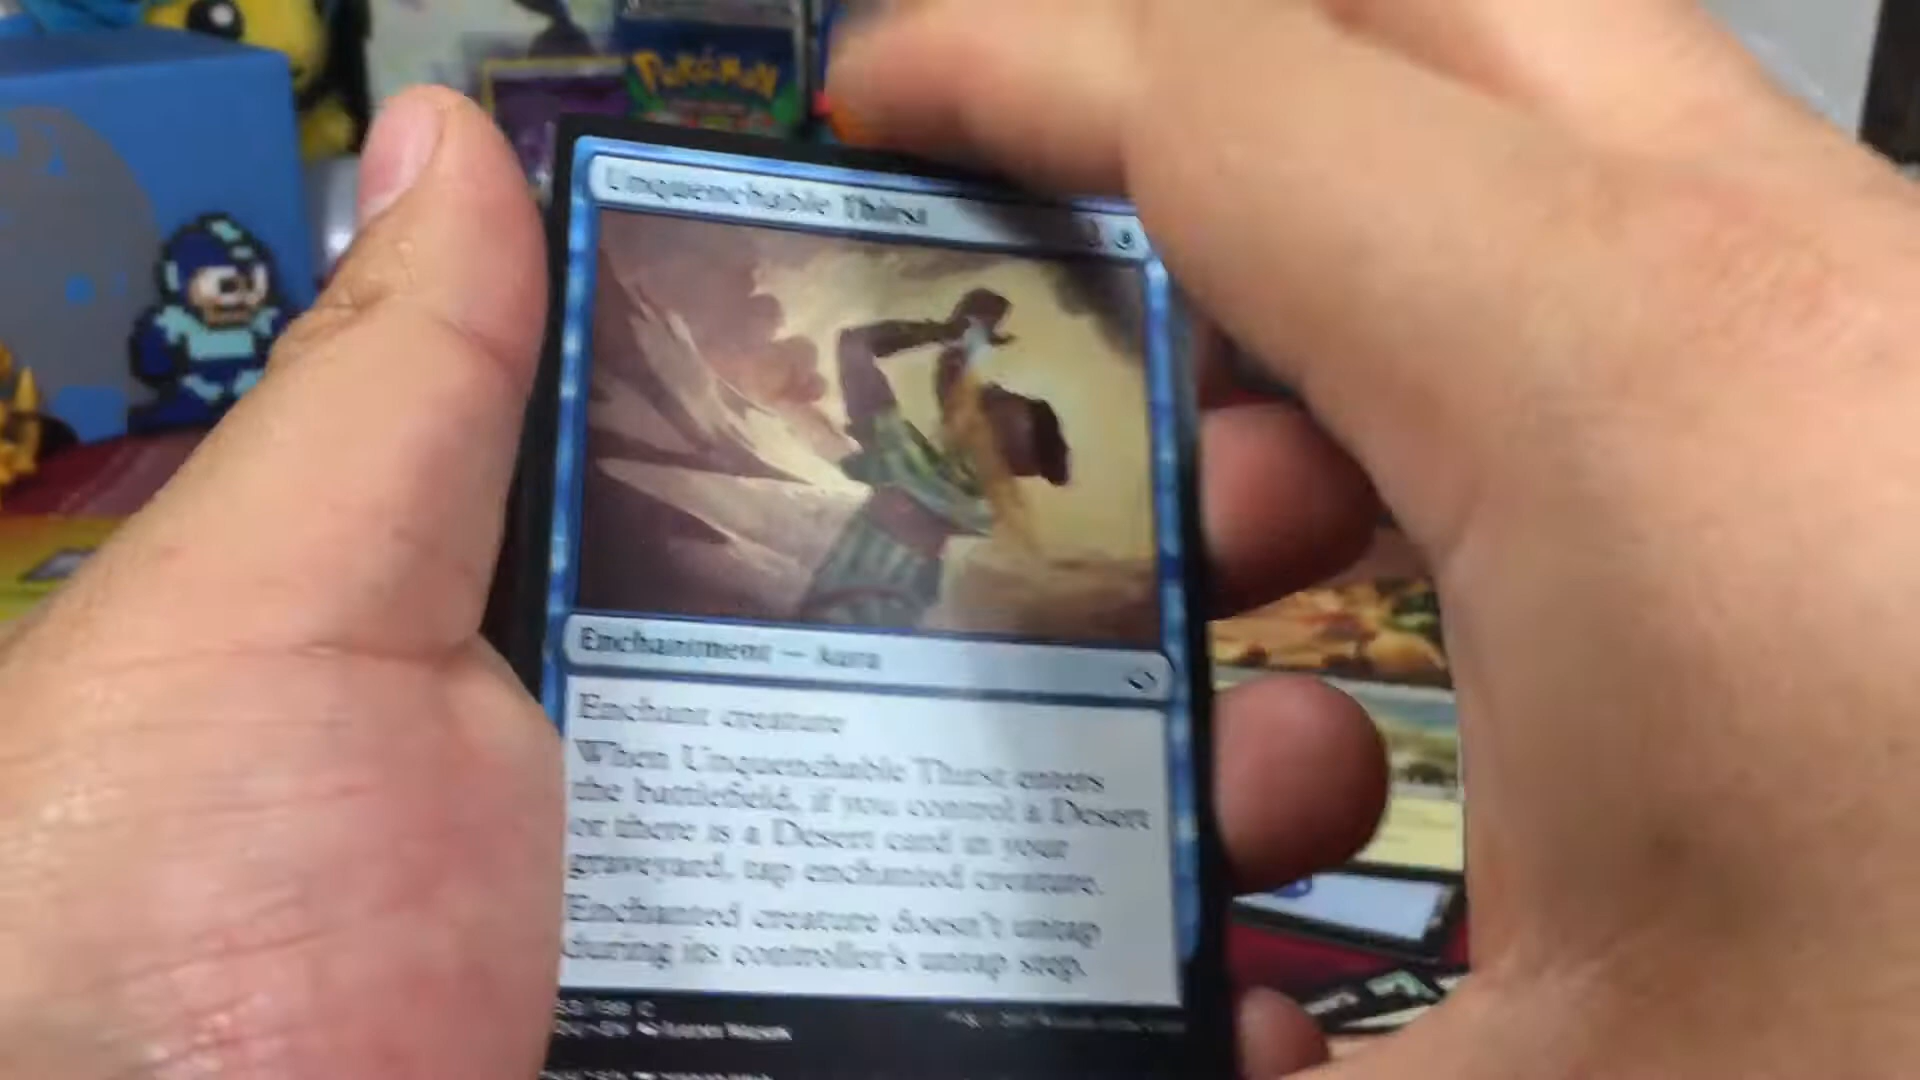 Pokémon
Unquenchable Thirst
Enchantment — Aura
Enchant creature
When Unquenchable Thirst enters
the battlefield, if you control a Desert
or there is a Desert card in your
graveyard, tap enchanted creature.
Enchanted creature doesn't untap
during its controller's untap step.